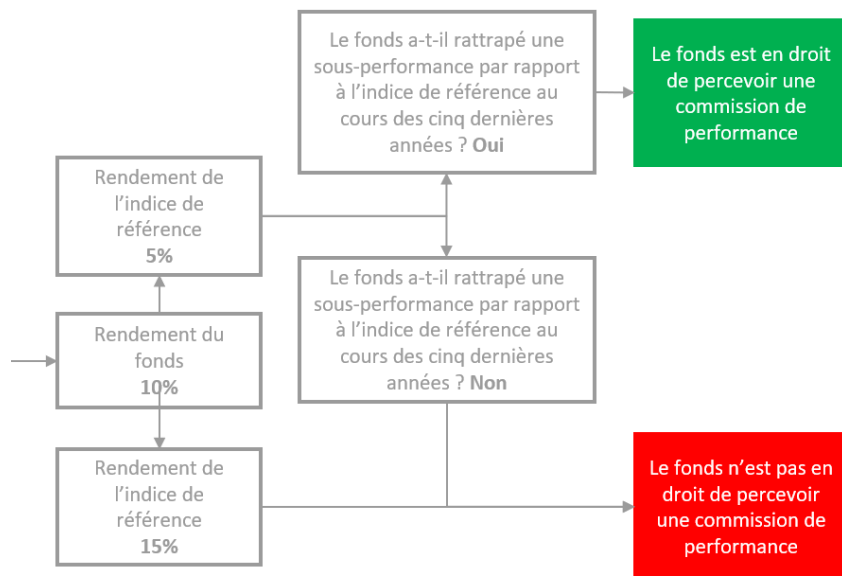 Le fonds a-t-il rattrapé une
sous-performance par rapport
à l'indice de référence au
cours des cinq dernières
années ? Oui
Le fonds est en droit
de percevoir une
commission de
performance
Rendement de
l'indice de
référence
5%
Le fonds a-t-il rattrapé une
sous-performance par rapport
à l'indice de référence au
cours des cinq dernières
années ? Non
Rendement du
fonds
10%
Rendement de
l'indice de
référence
15%
Le fonds n'est pas en
droit de percevoir
une commission de
performance